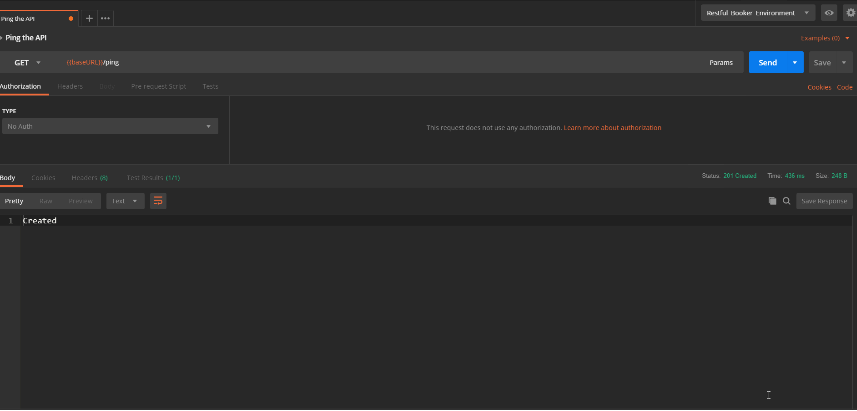 Ping the API
Restful Booker Environment
Ping the API
Examples (0)
GET {{baseURL}}/ping Params Send Save
Authorization Headers Body Pre-request Script Tests Cookies Code
TYPE
No Auth
This request does not use any authorization. Learn more about authorization
Body Cookies Headers (8) Test Results (1/1) Status: 201 Created Time: 436 ms Size: 248 B
Pretty Raw Preview Text Save Response
1 Created